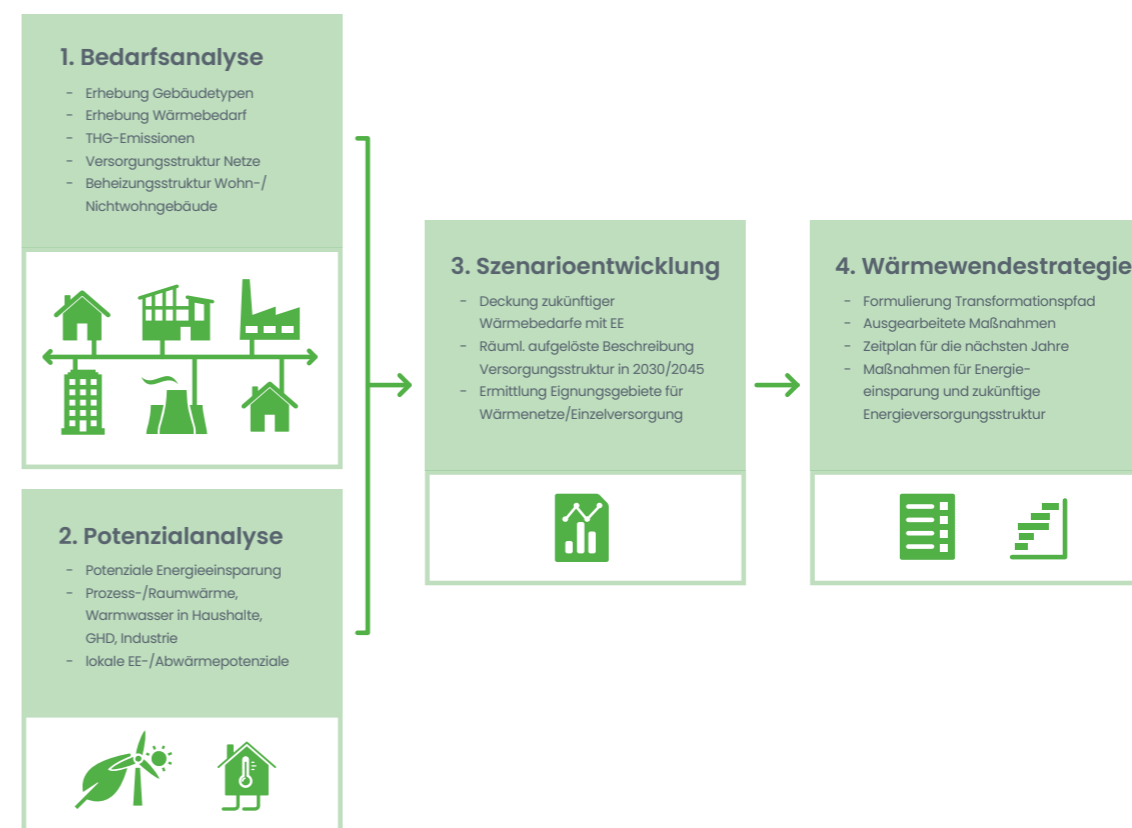 1. Bedarfsanalyse
- Erhebung Gebäudetypen
- Erhebung Wärmebedarf
- THG-Emissionen
- Versorgungsstruktur Netze
- Beheizungsstruktur Wohn-/
Nichtwohngebäude
2. Potenzialanalyse
- Potenziale Energieeinsparung
- Prozess-/Raumwärme,
Warmwasser in Haushalte,
GHD, Industrie
- lokale EE-/Abwärmepotenziale
3. Szenarioentwicklung
- Deckung zukünftiger
Wärmebedarfe mit EE
- Räuml. aufgelöste Beschreibung
Versorgungsstruktur in 2030/2045
- Ermittlung Eignungsgebiete für
Wärmenetze/Einzelversorgung
4. Wärmewendestrategie
- Formulierung Transformationspfad
- Ausgearbeitete Maßnahmen
- Zeitplan für die nächsten Jahre
- Maßnahmen für Energie-
einsparung und zukünftige
Energieversorgungsstruktur